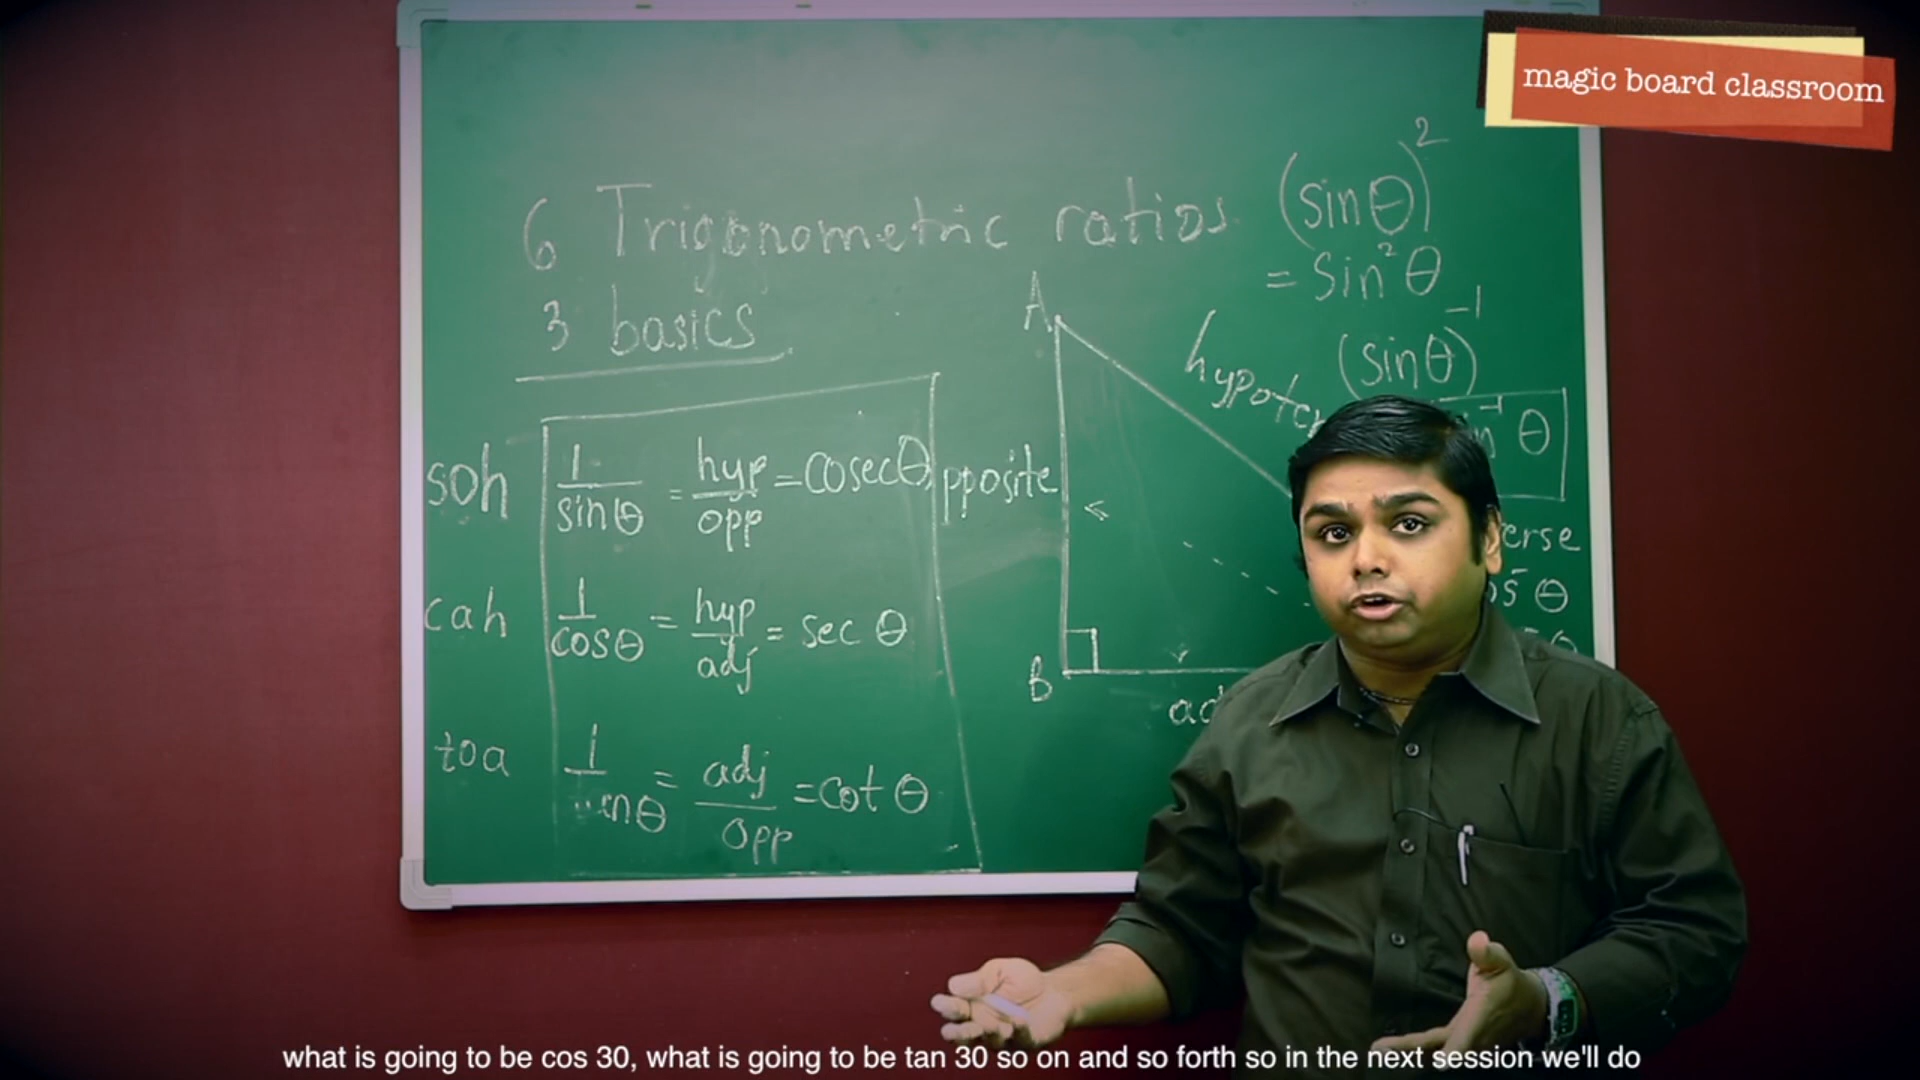 magic board classroom
6 Trigonometric ratios
3 basics
(sinθ)²
= sin²θ
(sinθ)⁻¹
θ
erse
θ
A
B
soh
1/sinθ = hyp/opp = cosecθ
pposite
cah
1/cosθ = hyp/adj = sec θ
toa
1/ nθ = adj/opp = cot θ
what is going to be cos 30, what is going to be tan 30 so on and so forth so in the next session we'll do